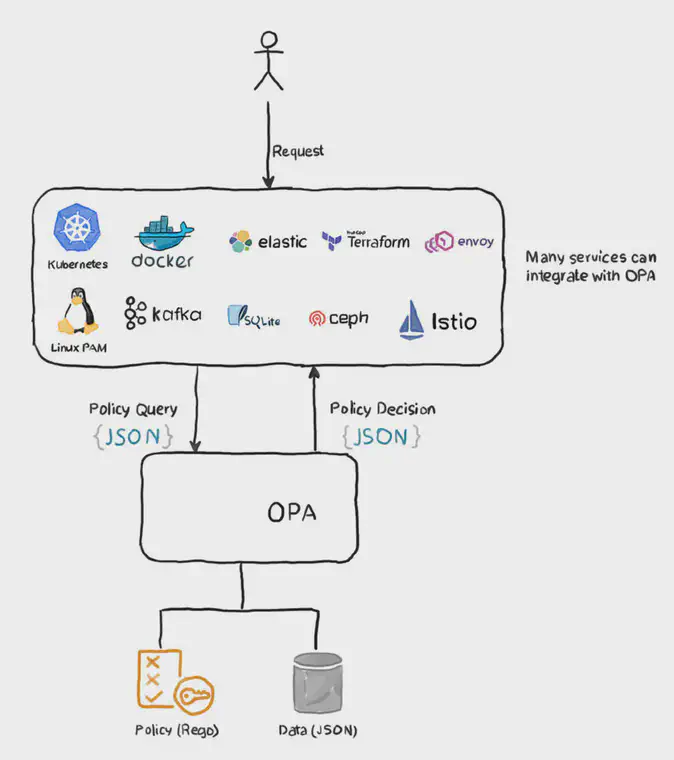 Request
Kubernetes
docker
elastic
HashiCorp
Terraform
envoy
Many services can
integrate with OPA
Linux PAM
kafka
SQLite
ceph
Istio
Policy Query
{JSON}
Policy Decision
{JSON}
OPA
Policy (Rego)
Data (JSON)